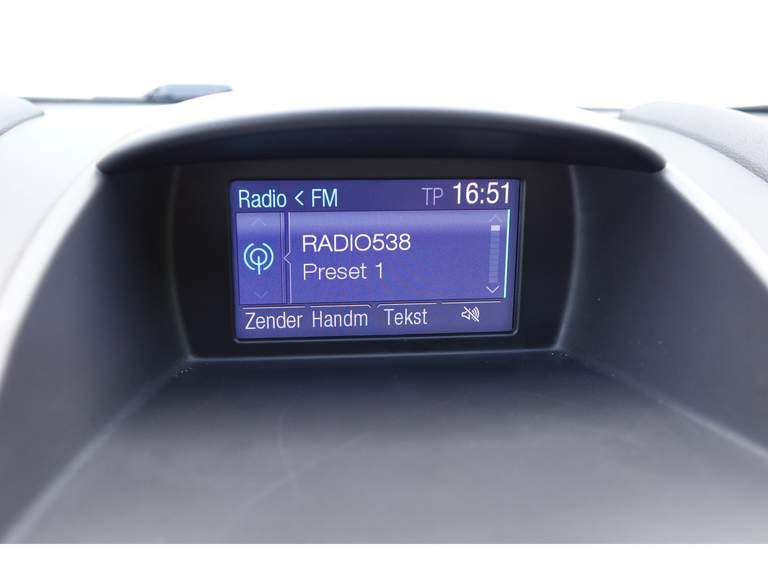 Radio < FM TP 16:51
RADIO538
Preset 1
Zender Handm Tekst